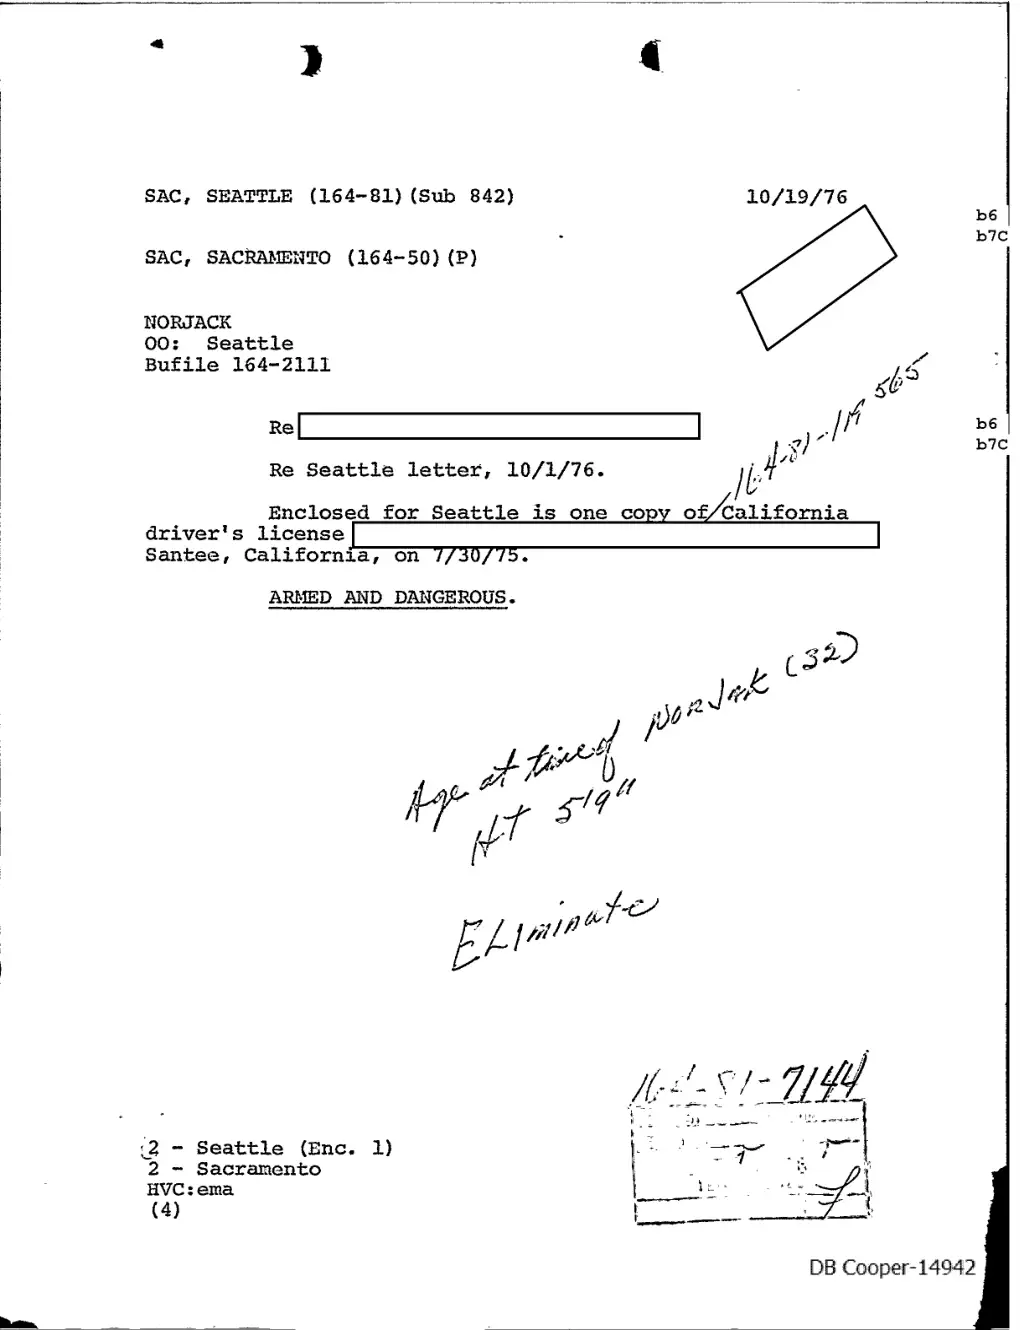 SAC, SEATTLE (164-81)(Sub 842) 10/19/76
b6
b7C
SAC, SACRAMENTO (164-50)(P)
NORJACK
OO: Seattle
Bufile 164-2111
Re
b6
b7C
164-81-119 565
Re Seattle letter, 10/1/76.
Enclosed for Seattle is one copy of/California
driver's license
Santee, California, on 7/30/75.
ARMED AND DANGEROUS.
Age at time of NORJAK (32)
Ht 5'9"
ELiminate
164-81-7144
2 - Seattle (Enc. 1)
2 - Sacramento
HVC:ema
(4)
DB Cooper-14942